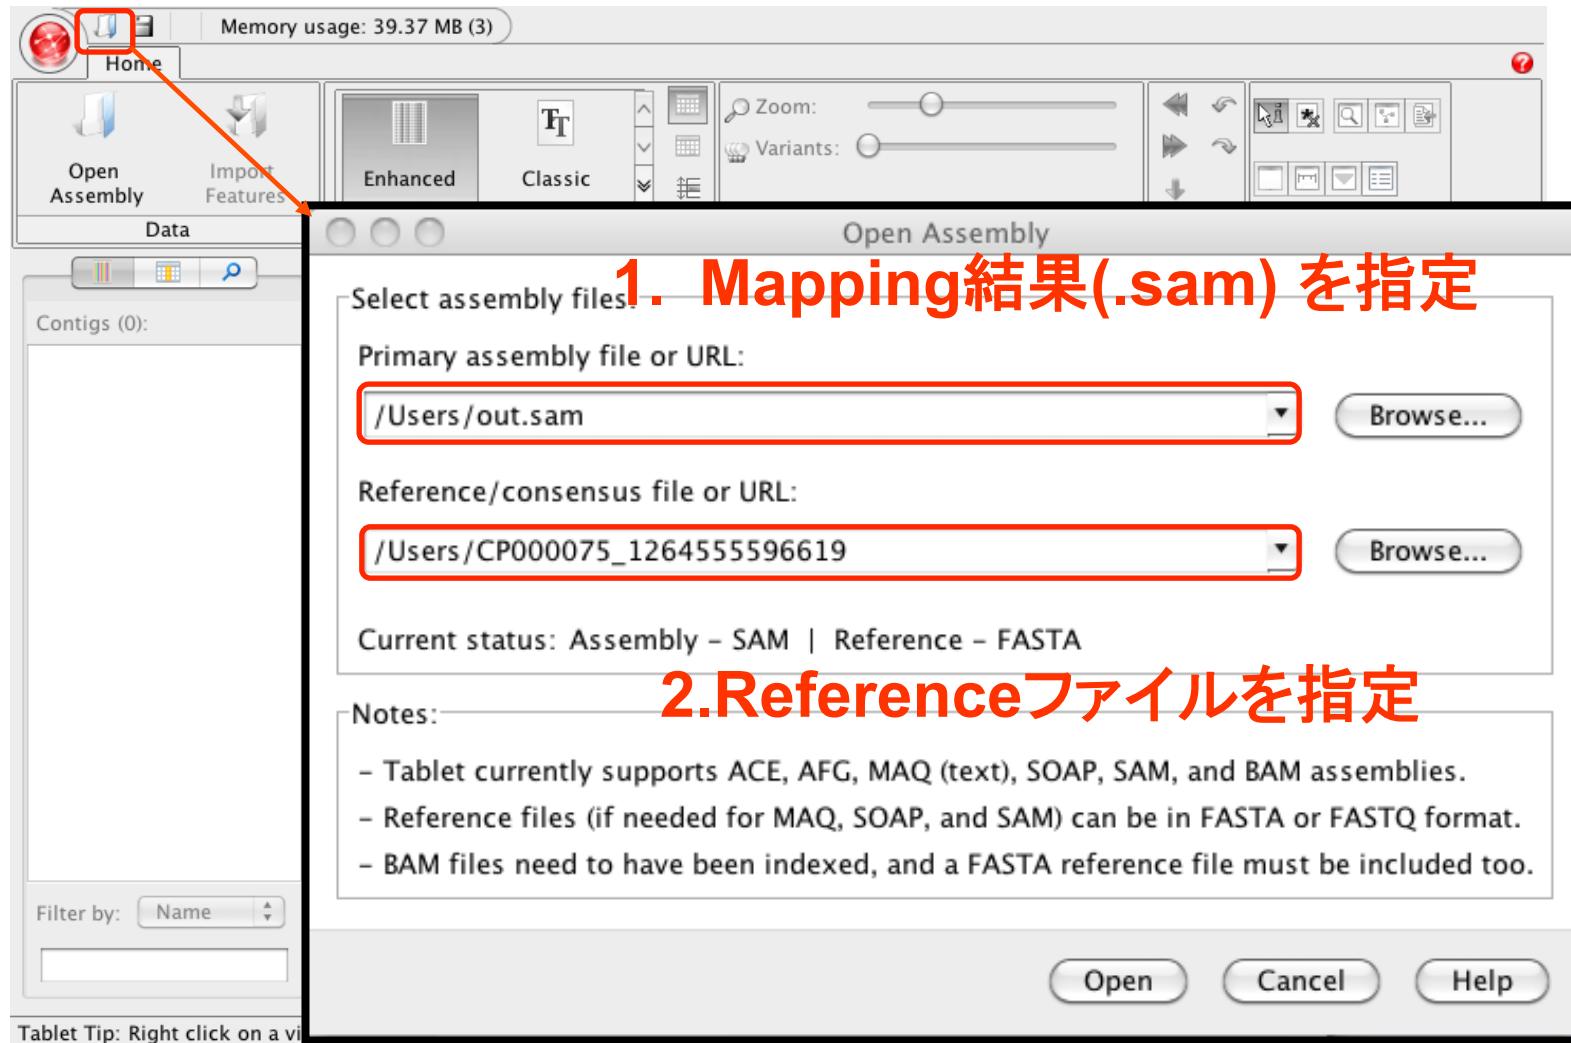 Memory usage: 39.37 MB (3)
Home
Open
Assembly
Import
Features
Data
Enhanced
Classic
Zoom:
Variants:
Open Assembly
1. Mapping結果(.sam) を指定
Select assembly files:
Contigs (0):
Primary assembly file or URL:
/Users/out.sam
Browse...
Reference/consensus file or URL:
/Users/CP000075_1264555596619
Browse...
Current status: Assembly – SAM | Reference – FASTA
2.Referenceファイルを指定
Notes:
– Tablet currently supports ACE, AFG, MAQ (text), SOAP, SAM, and BAM assemblies.
– Reference files (if needed for MAQ, SOAP, and SAM) can be in FASTA or FASTQ format.
– BAM files need to have been indexed, and a FASTA reference file must be included too.
Filter by:
Name
Open
Cancel
Help
Tablet Tip: Right click on a vi